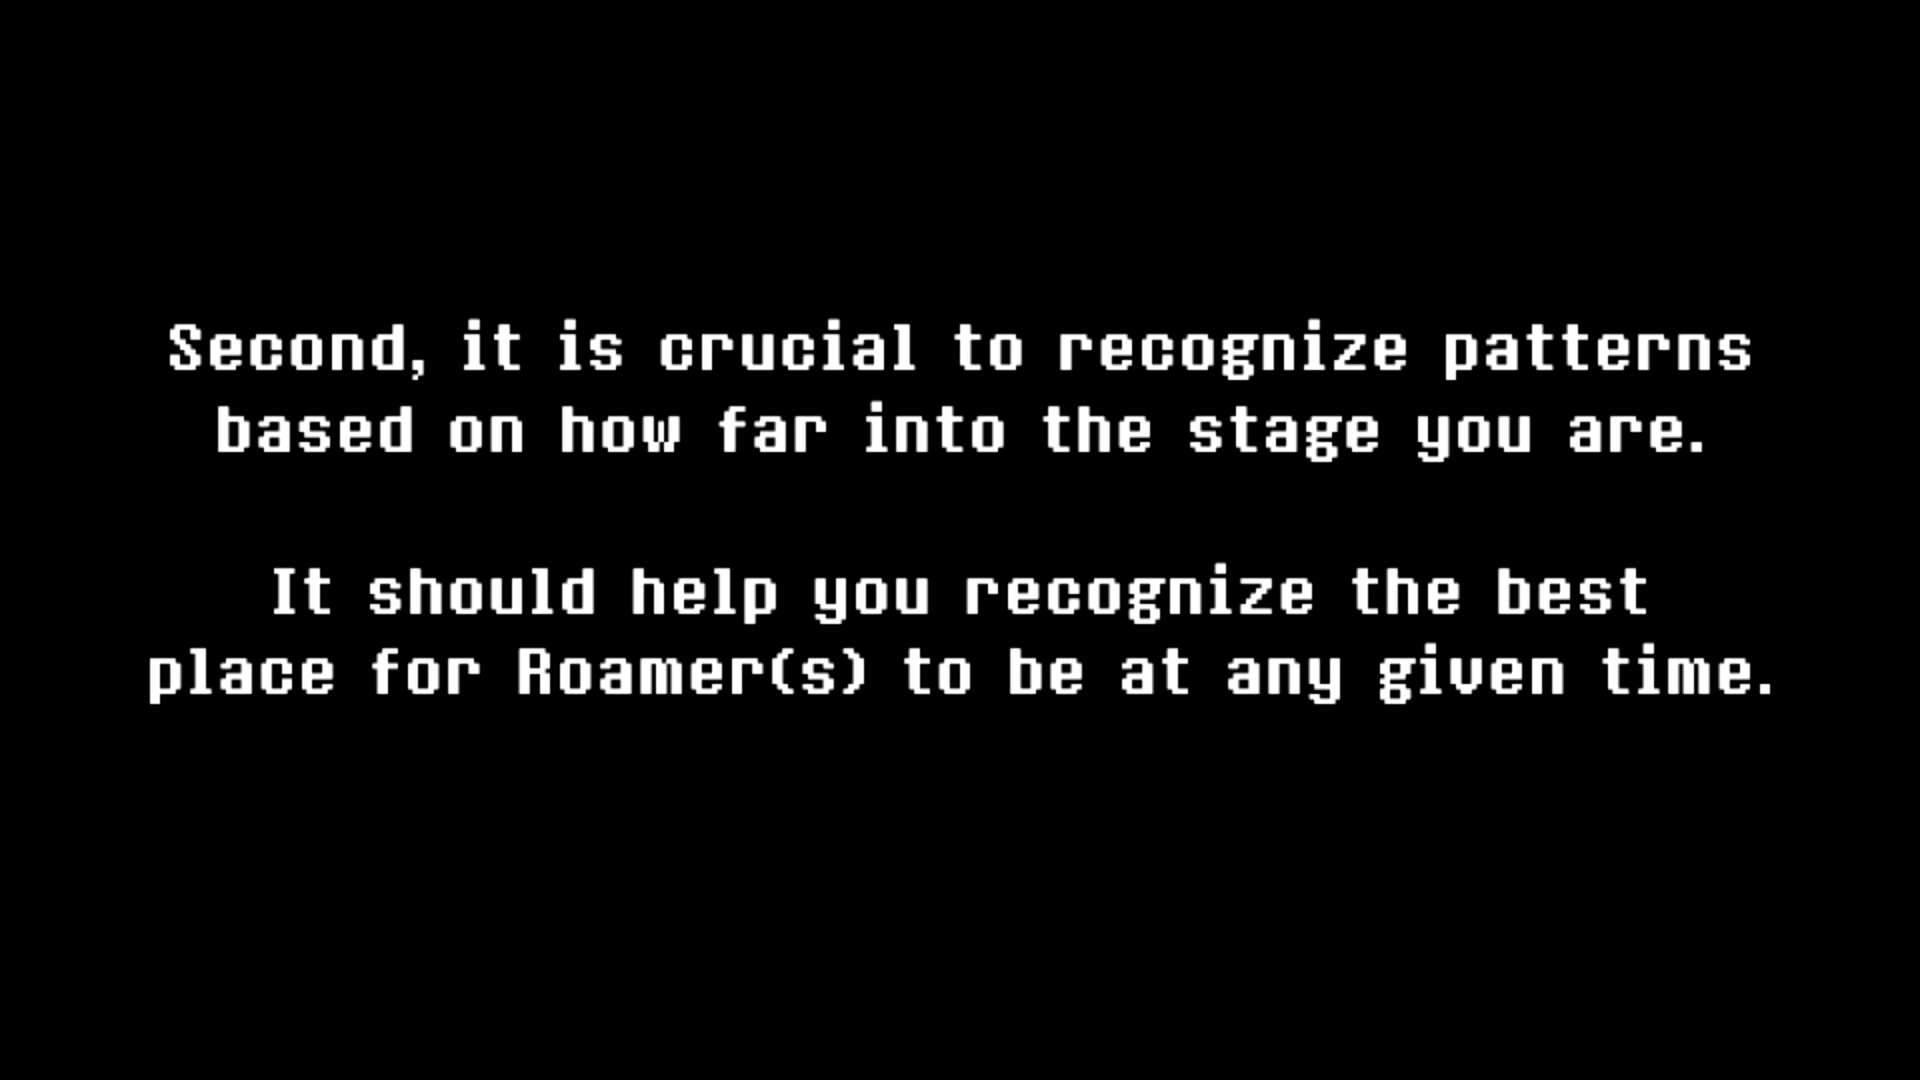 Second, it is crucial to recognize patterns
based on how far into the stage you are.
It should help you recognize the best
place for Roamer(s) to be at any given time.